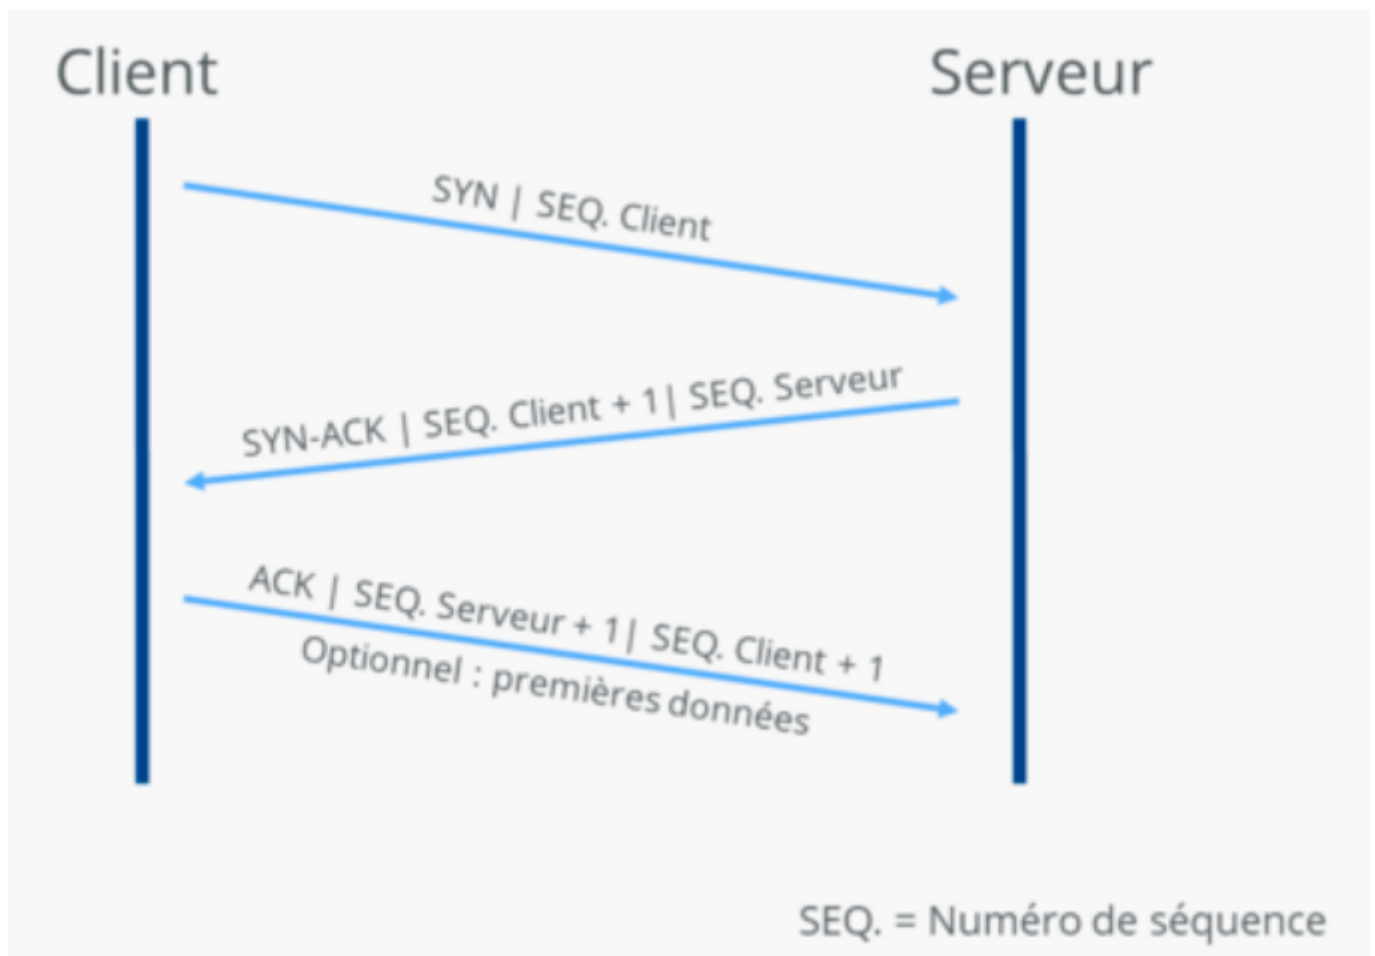 Client
Serveur
SYN | SEQ. Client
SYN-ACK | SEQ. Client + 1| SEQ. Serveur
ACK | SEQ. Serveur + 1| SEQ. Client + 1
Optionnel : premières données
SEQ. = Numéro de séquence